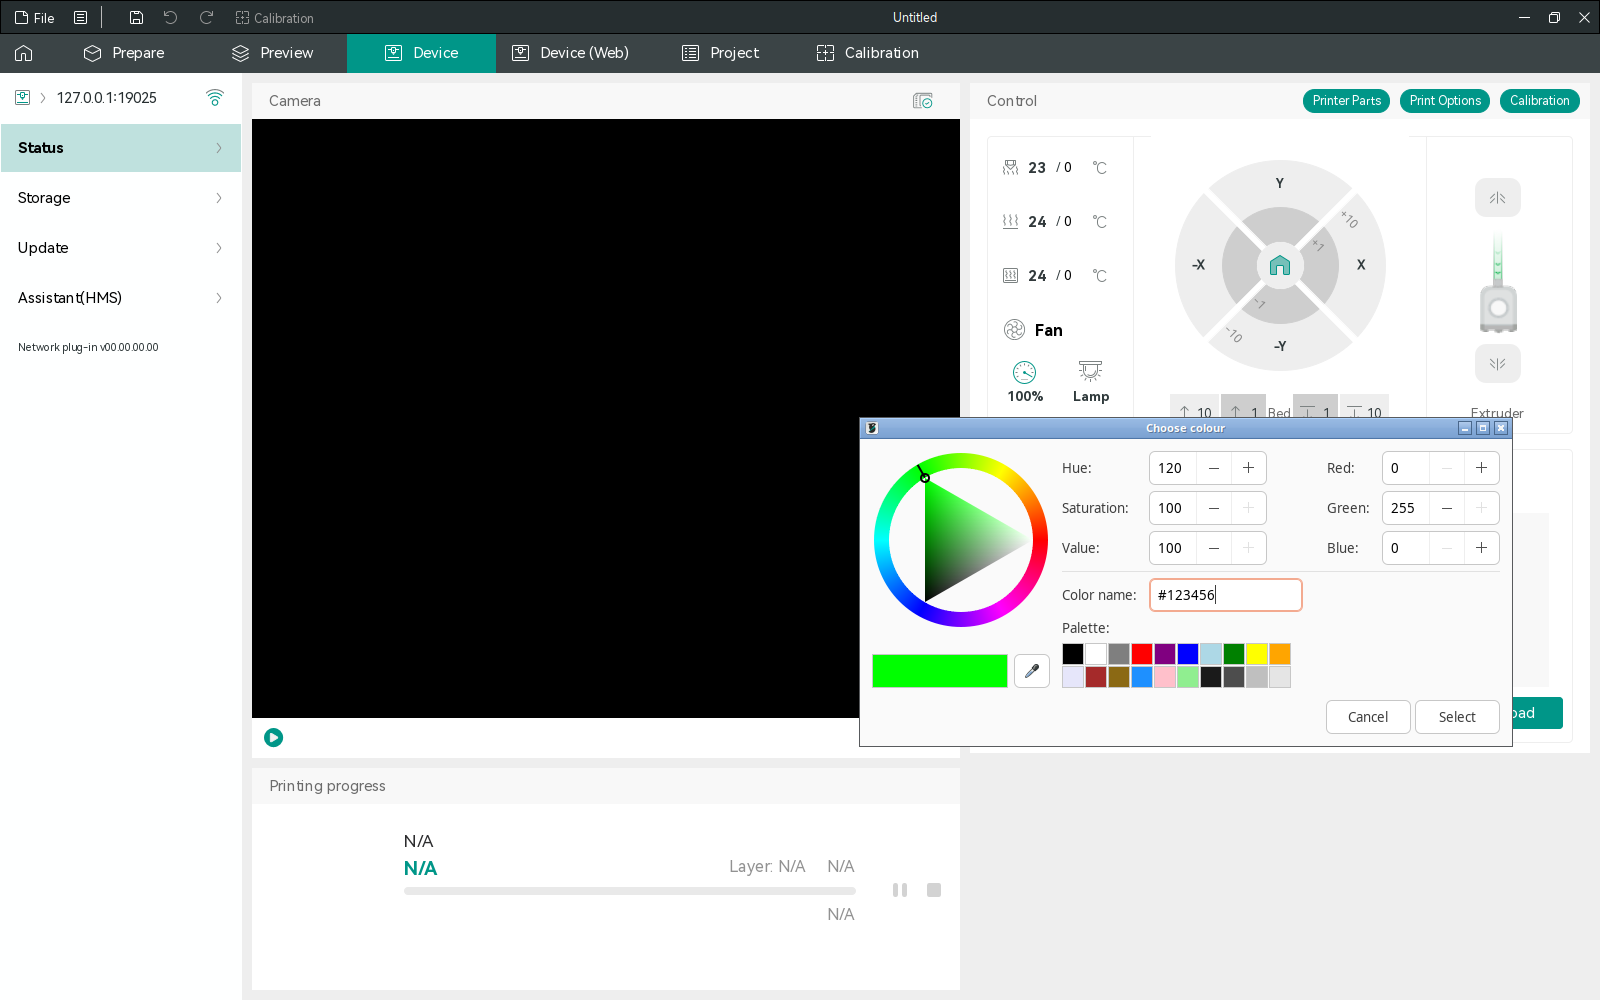 File
Calibration
Untitled
Prepare
Preview
Device
Device (Web)
Project
Calibration
127.0.0.1:19025
Status
Storage
Update
Assistant(HMS)
Network plug-in v00.00.00.00
Camera
Control
Printer Parts
Print Options
Calibration
23 / 0 °C
24 / 0 °C
24 / 0 °C
Fan
100%
Lamp
Y
-X
X
-Y
+10
+1
-1
-10
10
1
Bed
1
10
Extruder
Choose colour
Hue: 120
Red: 0
Saturation: 100
Green: 255
Value: 100
Blue: 0
Color name: #123456
Palette:
Cancel
Select
Printing progress
N/A
N/A
Layer: N/A
N/A
N/A